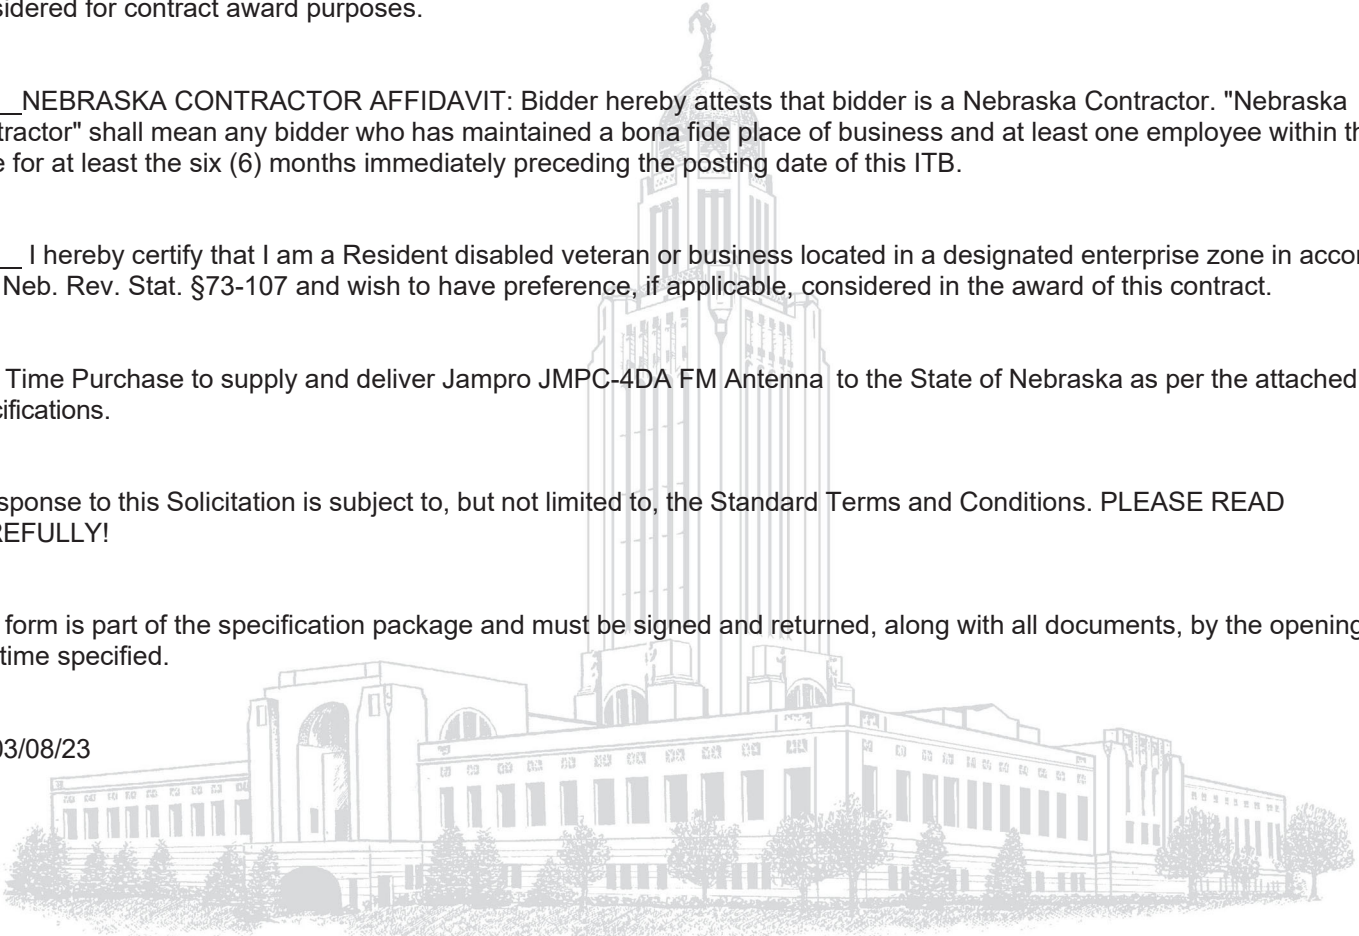 sidered for contract award purposes.
__NEBRASKA CONTRACTOR AFFIDAVIT: Bidder hereby attests that bidder is a Nebraska Contractor. "Nebraska
tractor" shall mean any bidder who has maintained a bona fide place of business and at least one employee within th
e for at least the six (6) months immediately preceding the posting date of this ITB.
__ I hereby certify that I am a Resident disabled veteran or business located in a designated enterprise zone in accor
Neb. Rev. Stat. §73-107 and wish to have preference, if applicable, considered in the award of this contract.
Time Purchase to supply and deliver Jampro JMPC-4DA FM Antenna to the State of Nebraska as per the attached
cifications.
sponse to this Solicitation is subject to, but not limited to, the Standard Terms and Conditions. PLEASE READ
REFULLY!
form is part of the specification package and must be signed and returned, along with all documents, by the opening
time specified.
03/08/23